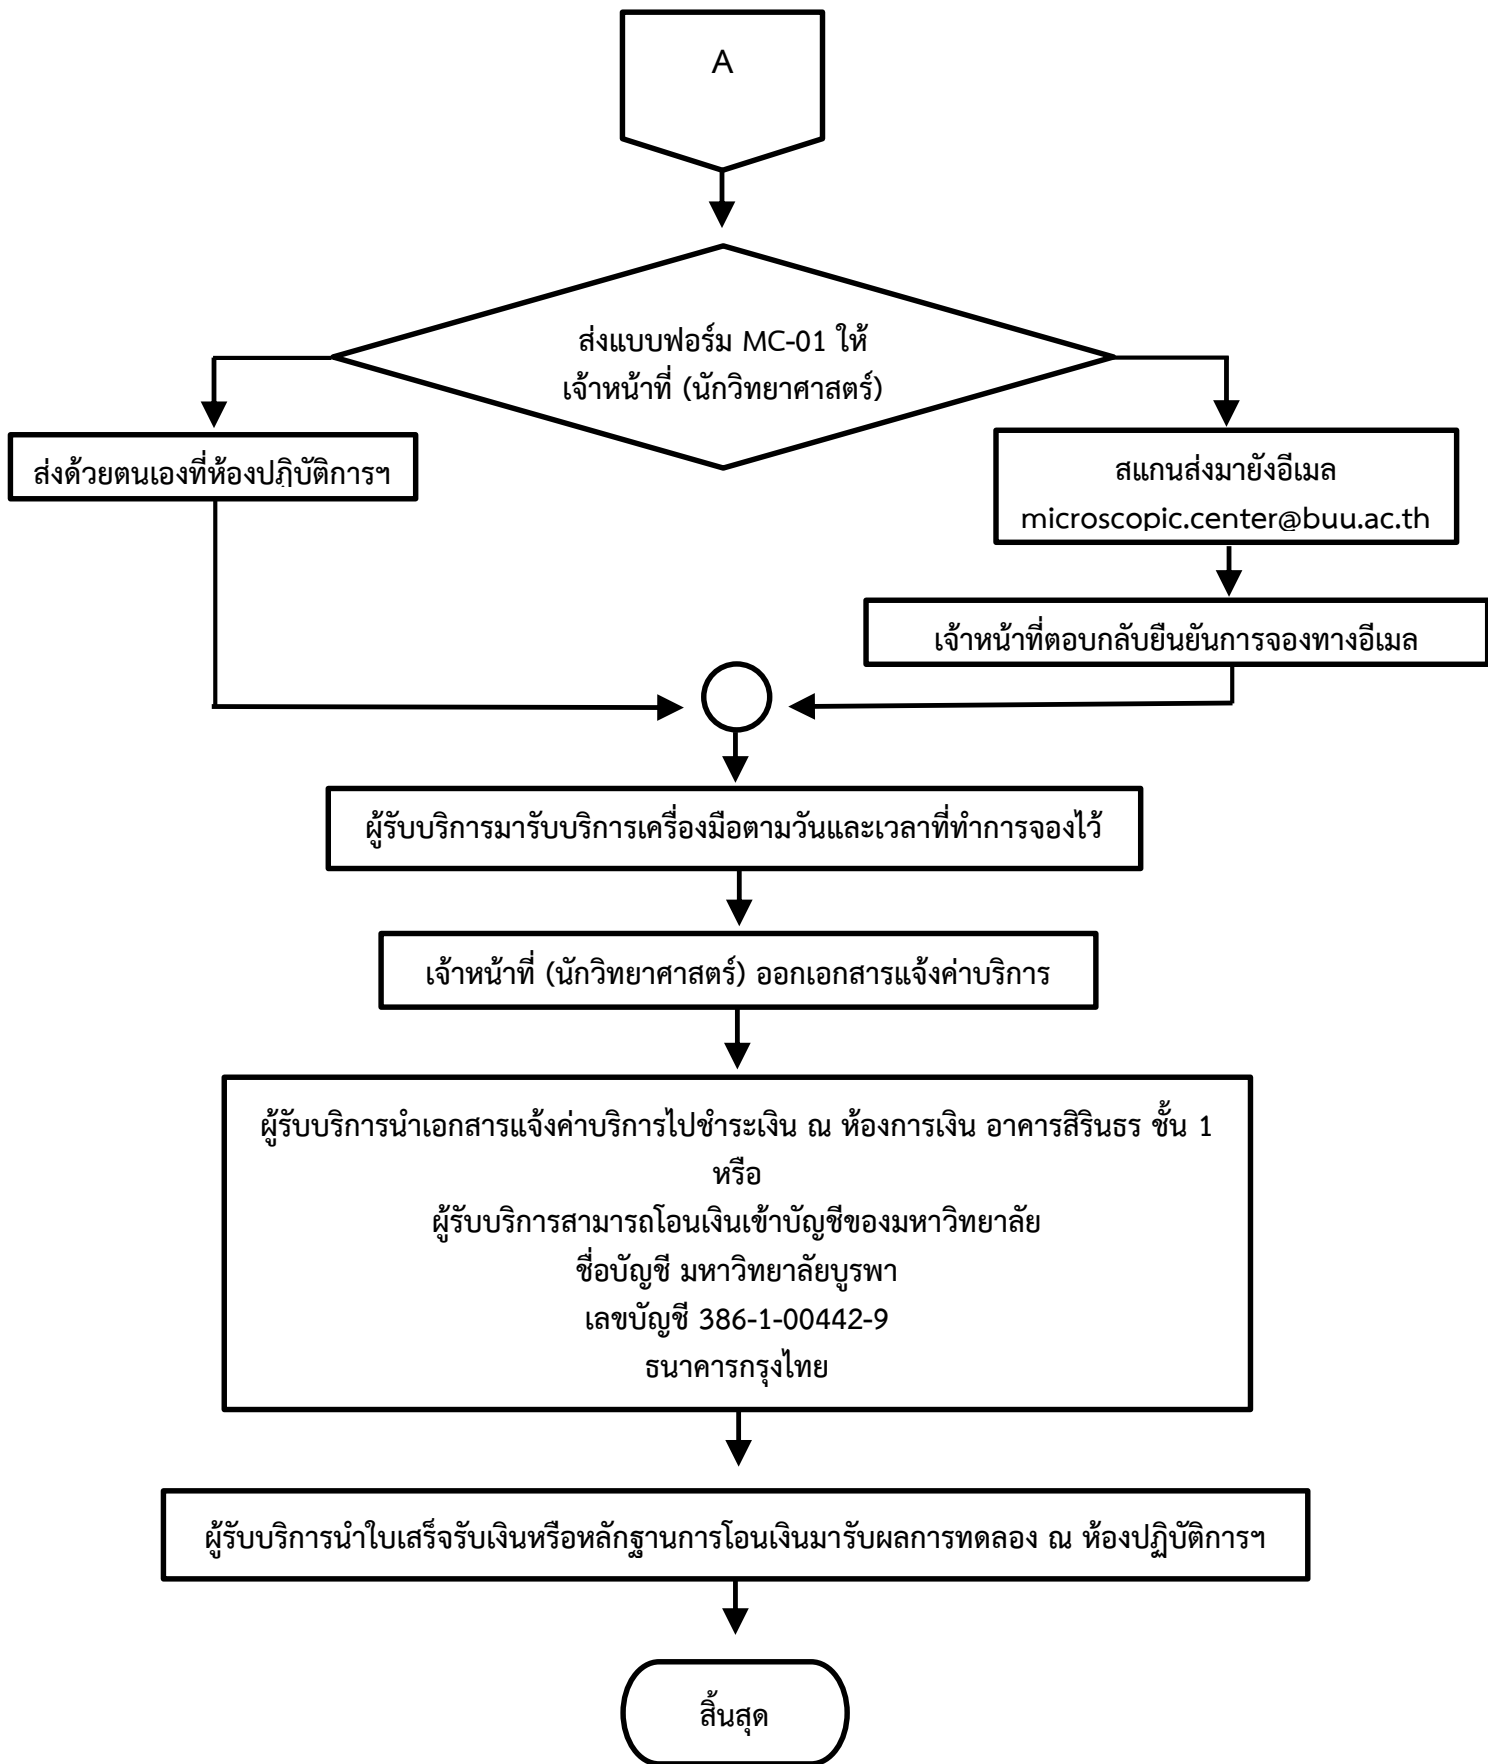 A
ส่งแบบฟอร์ม MC-01 ให้
เจ้าหน้าที่ (นักวิทยาศาสตร์)
ส่งด้วยตนเองที่ห้องปฏิบัติการฯ
สแกนส่งมายังอีเมล
microscopic.center@buu.ac.th
เจ้าหน้าที่ตอบกลับยืนยันการจองทางอีเมล
ผู้รับบริการมารับบริการเครื่องมือตามวันและเวลาที่ทำการจองไว้
เจ้าหน้าที่ (นักวิทยาศาสตร์) ออกเอกสารแจ้งค่าบริการ
ผู้รับบริการนำเอกสารแจ้งค่าบริการไปชำระเงิน ณ ห้องการเงิน อาคารสิรินธร ชั้น 1
หรือ
ผู้รับบริการสามารถโอนเงินเข้าบัญชีของมหาวิทยาลัย
ชื่อบัญชี มหาวิทยาลัยบูรพา
เลขบัญชี 386-1-00442-9
ธนาคารกรุงไทย
ผู้รับบริการนำใบเสร็จรับเงินหรือหลักฐานการโอนเงินมารับผลการทดลอง ณ ห้องปฏิบัติการฯ
สิ้นสุด